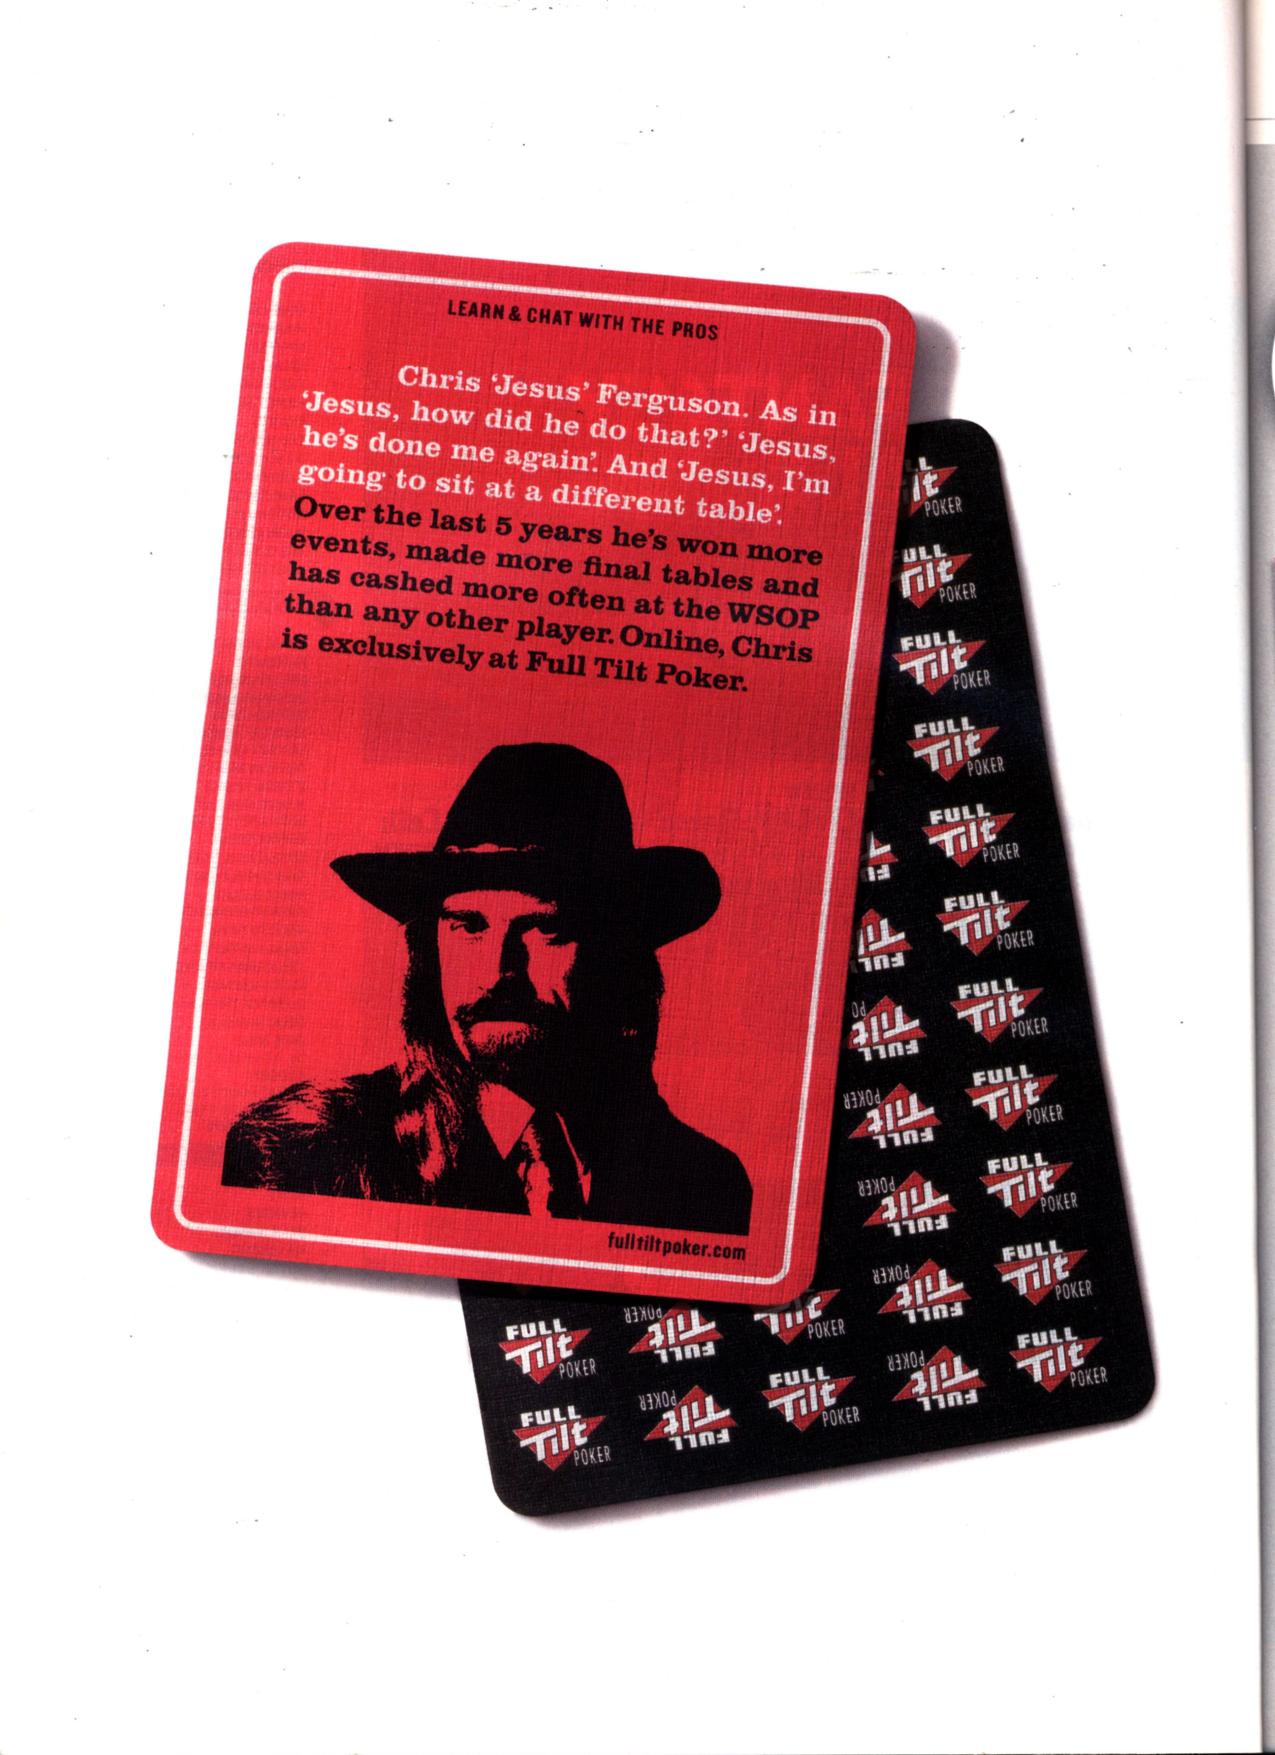 LEARN & CHAT WITH THE PROS
Chris ‘Jesus’ Ferguson. As in
‘Jesus, how did he do that?’ ‘Jesus,
he’s done me again’. And ‘Jesus, I’m
going to sit at a different table’.
Over the last 5 years he’s won more
events, made more final tables and
has cashed more often at the WSOP
than any other player. Online, Chris
is exclusively at Full Tilt Poker.
fulltiltpoker.com
FULL
Tilt
POKER